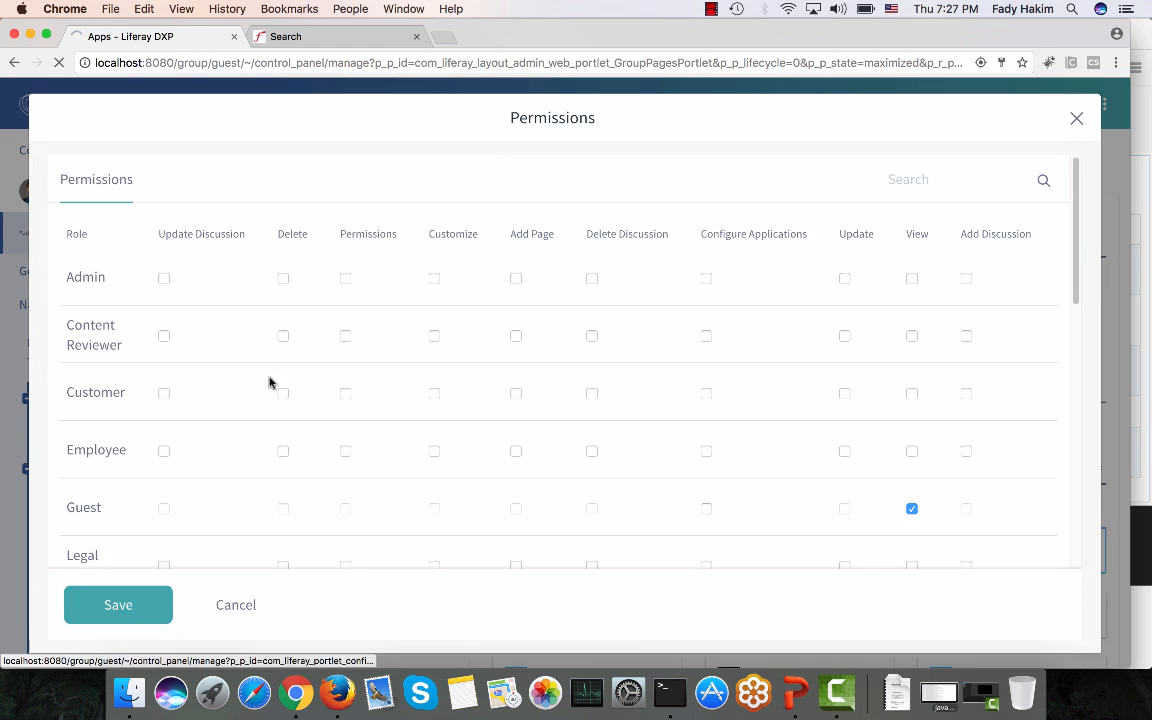 Chrome File Edit View History Bookmarks People Window Help Thu 7:27 PM Fady Hakim
Apps - Liferay DXP Search
localhost:8080/group/guest/~/control_panel/manage?p_p_id=com_liferay_layout_admin_web_portlet_GroupPagesPortlet&p_p_lifecycle=0&p_p_state=maximized&p_r_p...
Permissions
Permissions Search
Role Update Discussion Delete Permissions Customize Add Page Delete Discussion Configure Applications Update View Add Discussion
Admin
Content
Reviewer
Customer
Employee
Guest
Legal
Save Cancel
localhost:8080/group/guest/~/control_panel/manage?p_p_id=com_liferay_portlet_confi...
java...